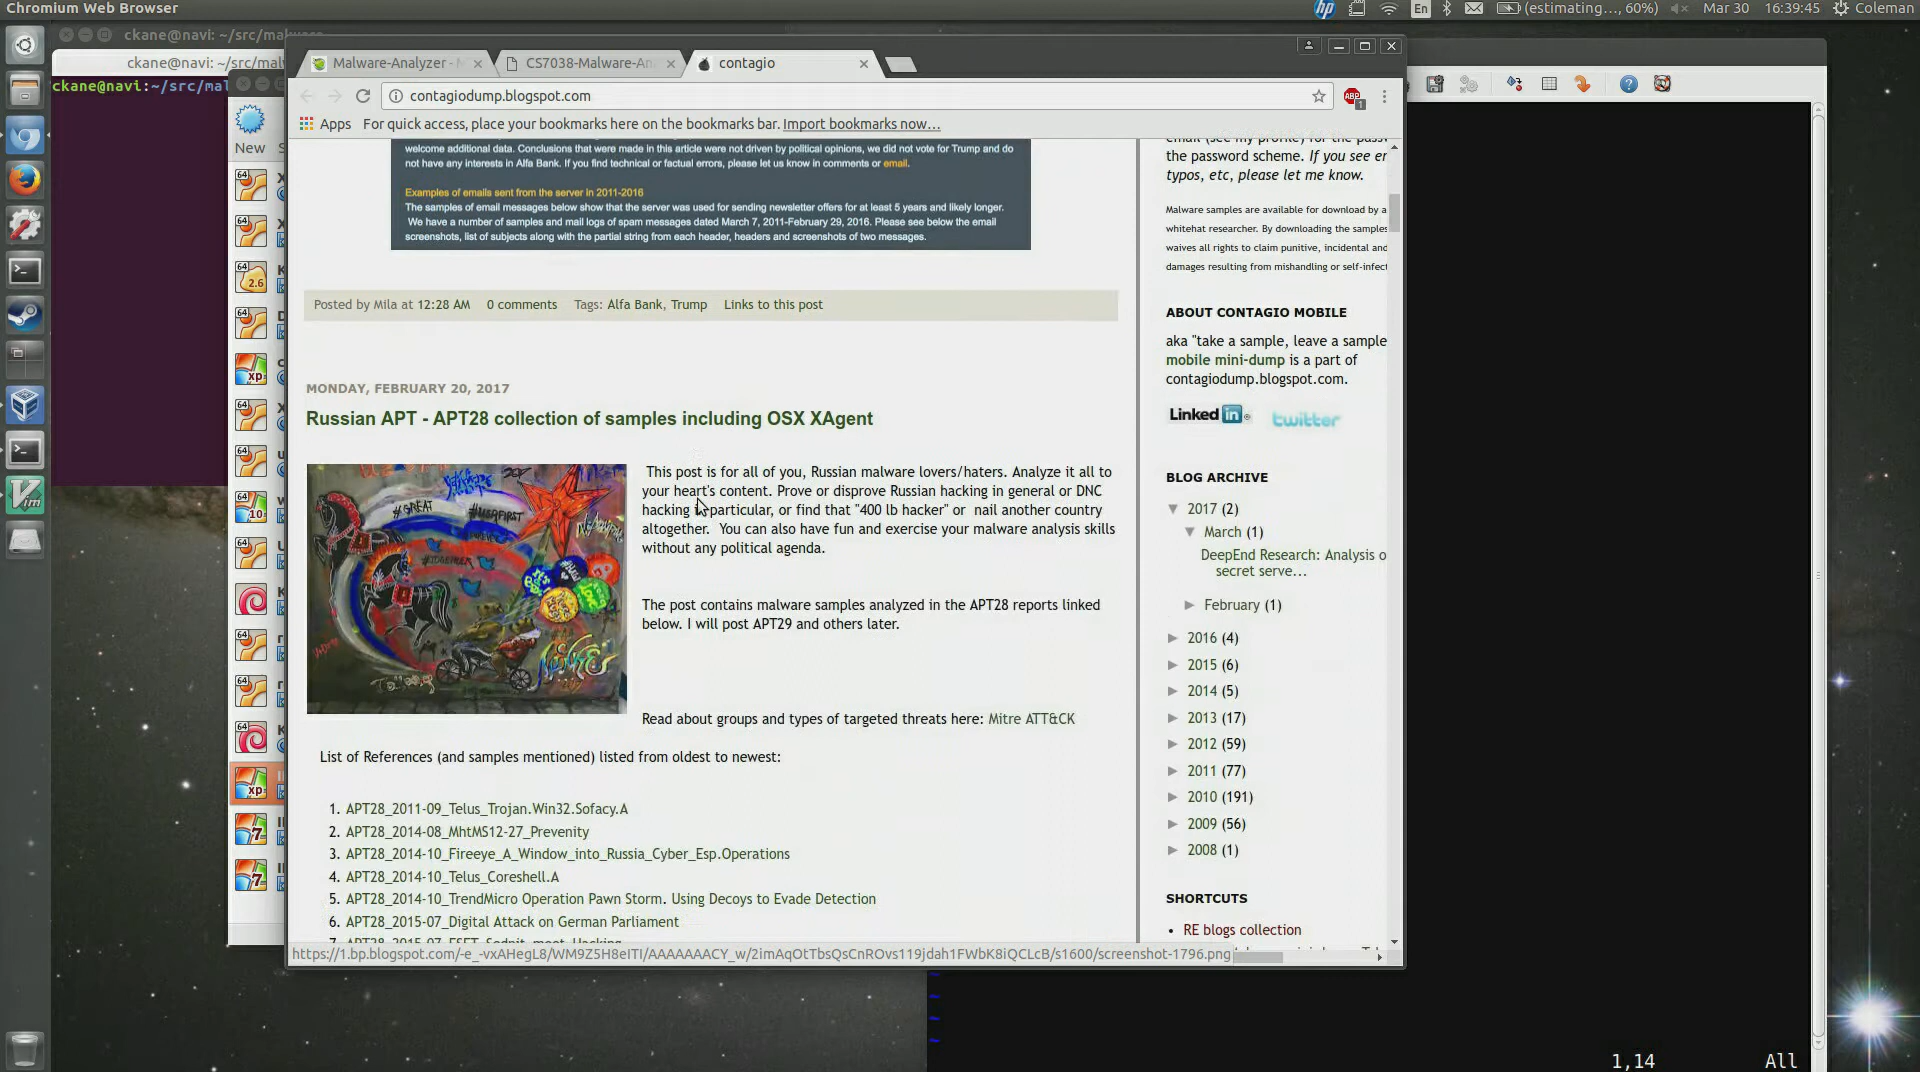 Chromium Web Browser
En
(estimating..., 60%)
Mar 30
16:39:45
Coleman
ckane@navi: ~/src/malware
ckane@navi: ~/src/mal
ckane@navi:~/src/mal
New
Malware-Analyzer -
CS7038-Malware-An
contagio
contagiodump.blogspot.com
ABP
1
Apps
For quick access, place your bookmarks here on the bookmarks bar. Import bookmarks now...
welcome additional data. Conclusions that were made in this article were not driven by political opinions, we did not vote for Trump and do
not have any interests in Alfa Bank. If you find technical or factual errors, please let us know in comments or email.
Examples of emails sent from the server in 2011-2016
The samples of email messages below show that the server was used for sending newsletter offers for at least 5 years and likely longer.
We have a number of samples and mail logs of spam messages dated March 7, 2011-February 29, 2016. Please see below the email
screenshots, list of subjects along with the partial string from each header, headers and screenshots of two messages.
Posted by Mila at 12:28 AM
0 comments
Tags: Alfa Bank, Trump
Links to this post
MONDAY, FEBRUARY 20, 2017
Russian APT - APT28 collection of samples including OSX XAgent
#GREAT
This post is for all of you, Russian malware lovers/haters. Analyze it all to
your heart's content. Prove or disprove Russian hacking in general or DNC
hacking in particular, or find that "400 lb hacker" or nail another country
altogether. You can also have fun and exercise your malware analysis skills
without any political agenda.
The post contains malware samples analyzed in the APT28 reports linked
below. I will post APT29 and others later.
Read about groups and types of targeted threats here: Mitre ATT&CK
List of References (and samples mentioned) listed from oldest to newest:
1. APT28_2011-09_Telus_Trojan.Win32.Sofacy.A
2. APT28_2014-08_MhtMS12-27_Prevenity
3. APT28_2014-10_Fireeye_A_Window_into_Russia_Cyber_Esp.Operations
4. APT28_2014-10_Telus_Coreshell.A
5. APT28_2014-10_TrendMicro Operation Pawn Storm. Using Decoys to Evade Detection
6. APT28_2015-07_Digital Attack on German Parliament
7. APT28_2015-07_ESET_Sednit_meet_Hacking
https://1.bp.blogspot.com/-e_-vxAHegL8/WM9Z5H8eITI/AAAAAAACY_w/2imAqOtTbsQsCnROvs119jdah1FWbK8iQCLcB/s1600/screenshot-1796.png
email (see my profile) for the pass
the password scheme. If you see er
typos, etc, please let me know.
Malware samples are available for download by a
whitehat researcher. By downloading the samples
waives all rights to claim punitive, incidental and
damages resulting from mishandling or self-infect
ABOUT CONTAGIO MOBILE
aka "take a sample, leave a sample
mobile mini-dump is a part of
contagiodump.blogspot.com.
Linked in
twitter
BLOG ARCHIVE
▼ 2017 (2)
▼ March (1)
DeepEnd Research: Analysis o
secret serve...
► February (1)
► 2016 (4)
► 2015 (6)
► 2014 (5)
► 2013 (17)
► 2012 (59)
► 2011 (77)
► 2010 (191)
► 2009 (56)
► 2008 (1)
SHORTCUTS
RE blogs collection
1,14
All